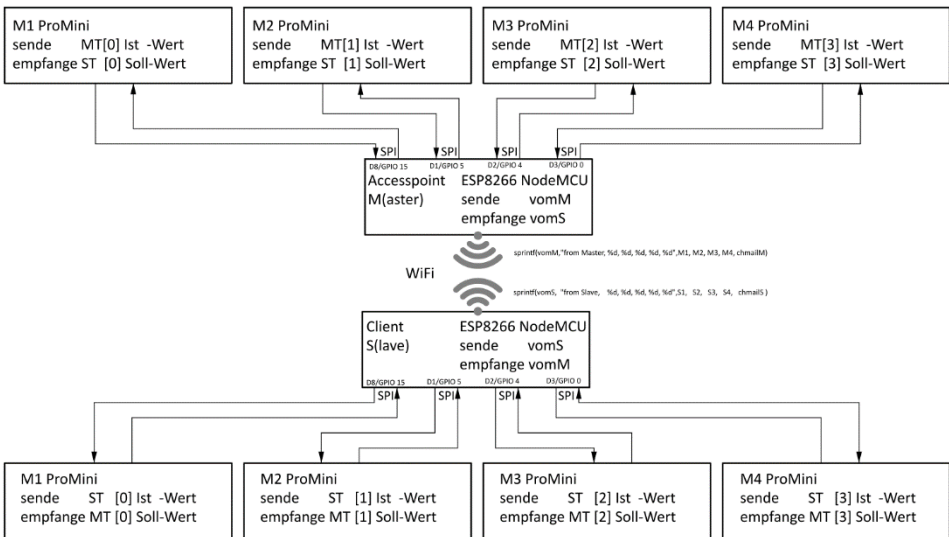 M1 ProMini
sende MT[0] Ist -Wert
empfange ST [0] Soll-Wert
M2 ProMini
sende MT[1] Ist -Wert
empfange ST [1] Soll-Wert
M3 ProMini
sende MT[2] Ist -Wert
empfange ST [2] Soll-Wert
M4 ProMini
sende MT[3] Ist -Wert
empfange ST [3] Soll-Wert
SPI SPI SPI SPI
D8/GPIO 15 D1/GPIO 5 D2/GPIO 4 D3/GPIO 0
Accesspoint ESP8266 NodeMCU
M(aster) sende vomM
empfange vomS
sprintf(vomM,"from Master, %d, %d, %d, %d, %d",M1, M2, M3, M4, chmailM)
WiFi
sprintf(vomS, "from Slave, %d, %d, %d, %d, %d",S1, S2, S3, S4, chmailS )
Client ESP8266 NodeMCU
S(lave) sende vomS
empfange vomM
D8/GPIO 15 D1/GPIO 5 D2/GPIO 4 D3/GPIO 0
SPI SPI SPI SPI
M1 ProMini
sende ST [0] Ist -Wert
empfange MT [0] Soll-Wert
M2 ProMini
sende ST [1] Ist -Wert
empfange MT [1] Soll-Wert
M3 ProMini
sende ST [2] Ist -Wert
empfange MT [2] Soll-Wert
M4 ProMini
sende ST [3] Ist -Wert
empfange MT [3] Soll-Wert